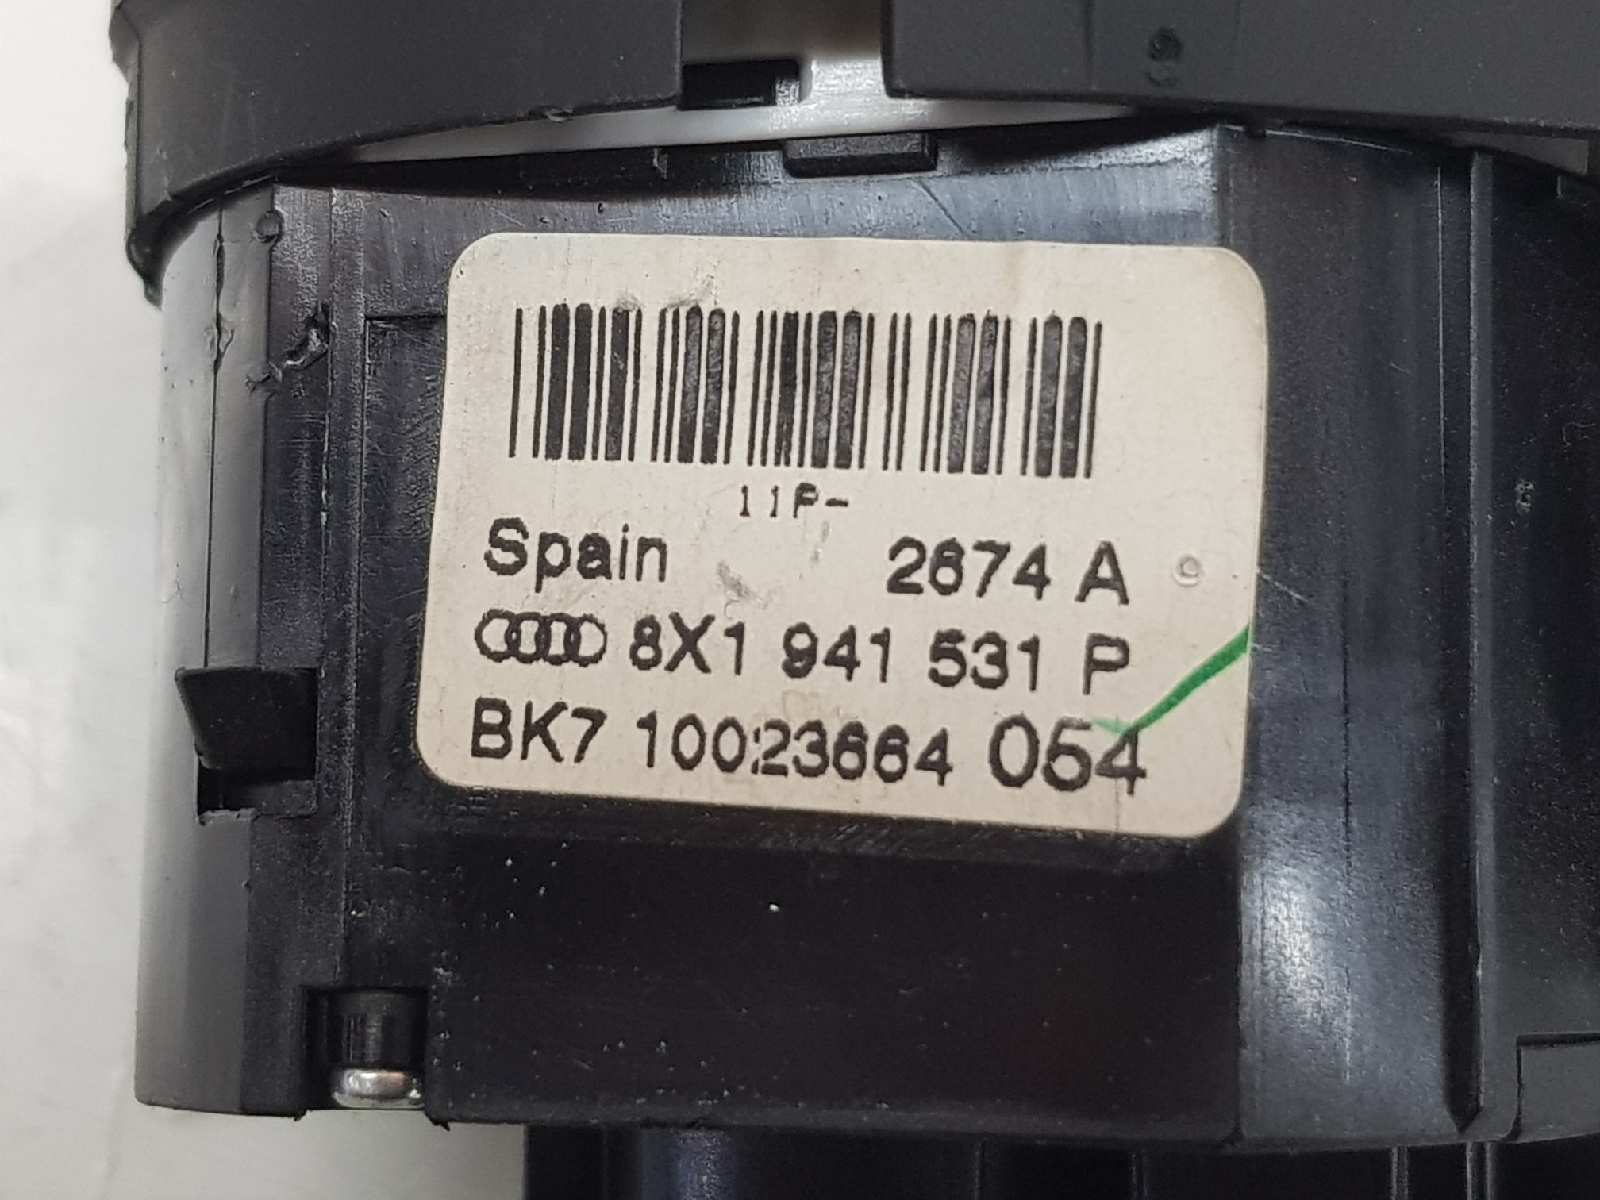 11P-
Spain 2674 A
8X1 941 531 P
BK7 10023664 054